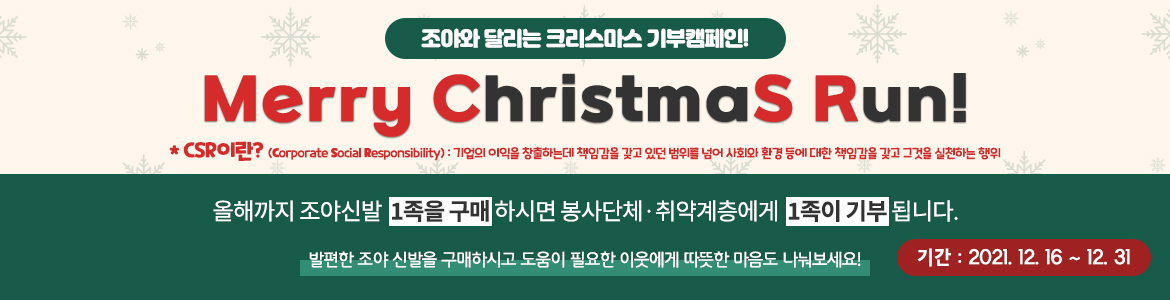 조야와 달리는 크리스마스 기부캠페인!
Merry ChristmaS Run!
* CSR이란? (Corporate Social Responsibility) : 기업의 이익을 창출하는데 책임감을 갖고 있던 범위를 넘어 사회와 환경 등에 대한 책임감을 갖고 그것을 실천하는 행위
올해까지 조야신발 1족을 구매하시면 봉사단체·취약계층에게 1족이 기부됩니다.
발편한 조야 신발을 구매하시고 도움이 필요한 이웃에게 따뜻한 마음도 나눠보세요!
기간 : 2021. 12. 16 ~ 12. 31